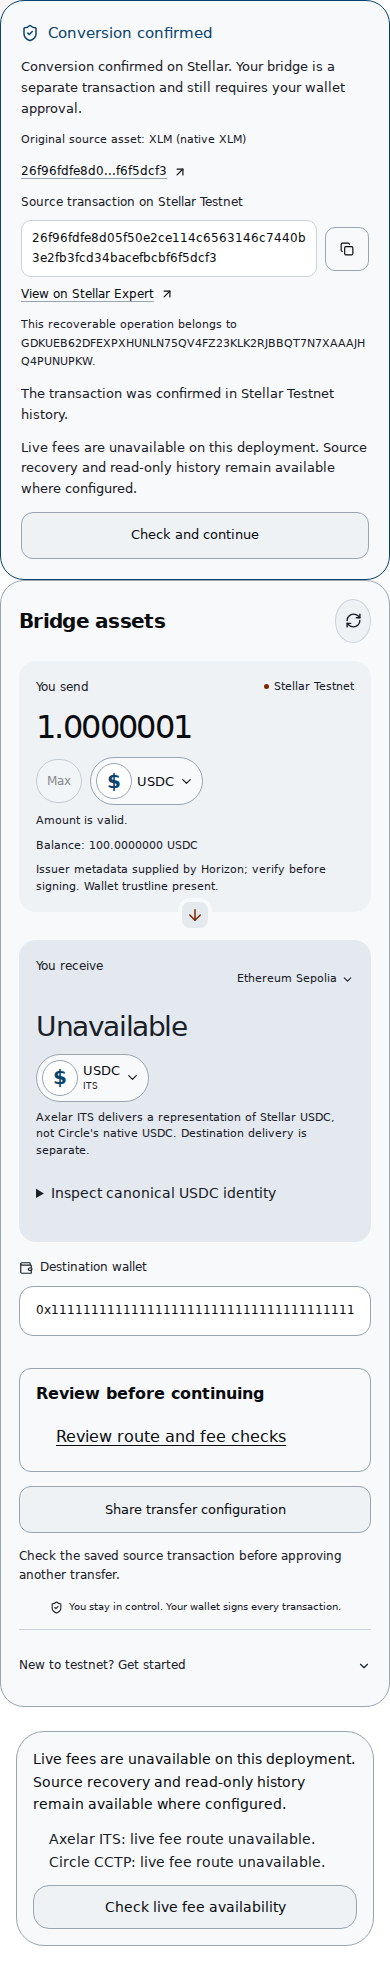 Conversion confirmed
Conversion confirmed on Stellar. Your bridge is a
separate transaction and still requires your wallet
approval.
Original source asset: XLM (native XLM)
26f96fdfe8d0…f6f5dcf3
Source transaction on Stellar Testnet
26f96fdfe8d05f50e2ce114c6563146c7440b
3e2fb3fcd34bacefbcbf6f5dcf3
View on Stellar Expert
This recoverable operation belongs to
GDKUEB62DFEXPXHUNLN75QV4FZ23KLK2RJBBQT7N7XAAAJH
Q4PUNUPKW.
The transaction was confirmed in Stellar Testnet
history.
Live fees are unavailable on this deployment. Source
recovery and read-only history remain available
where configured.
Check and continue
Bridge assets
You send
Stellar Testnet
1.0000001
Max
$ USDC
Amount is valid.
Balance: 100.0000000 USDC
Issuer metadata supplied by Horizon; verify before
signing. Wallet trustline present.
You receive
Ethereum Sepolia
Unavailable
$ USDC
ITS
Axelar ITS delivers a representation of Stellar USDC,
not Circle's native USDC. Destination delivery is
separate.
Inspect canonical USDC identity
Destination wallet
0x1111111111111111111111111111111111111111
Review before continuing
Review route and fee checks
Share transfer configuration
Check the saved source transaction before approving
another transfer.
You stay in control. Your wallet signs every transaction.
New to testnet? Get started
Live fees are unavailable on this deployment.
Source recovery and read-only history
remain available where configured.
Axelar ITS: live fee route unavailable.
Circle CCTP: live fee route unavailable.
Check live fee availability